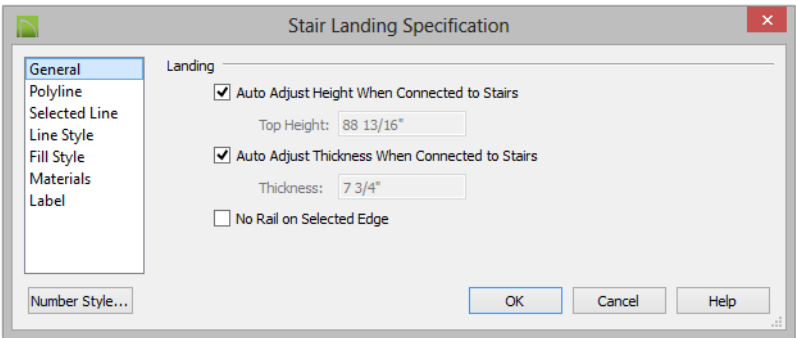 Stair Landing Specification
General
Polyline
Selected Line
Line Style
Fill Style
Materials
Label
Landing
Auto Adjust Height When Connected to Stairs
Top Height: 88 13/16"
Auto Adjust Thickness When Connected to Stairs
Thickness: 7 3/4"
No Rail on Selected Edge
Number Style... OK Cancel Help